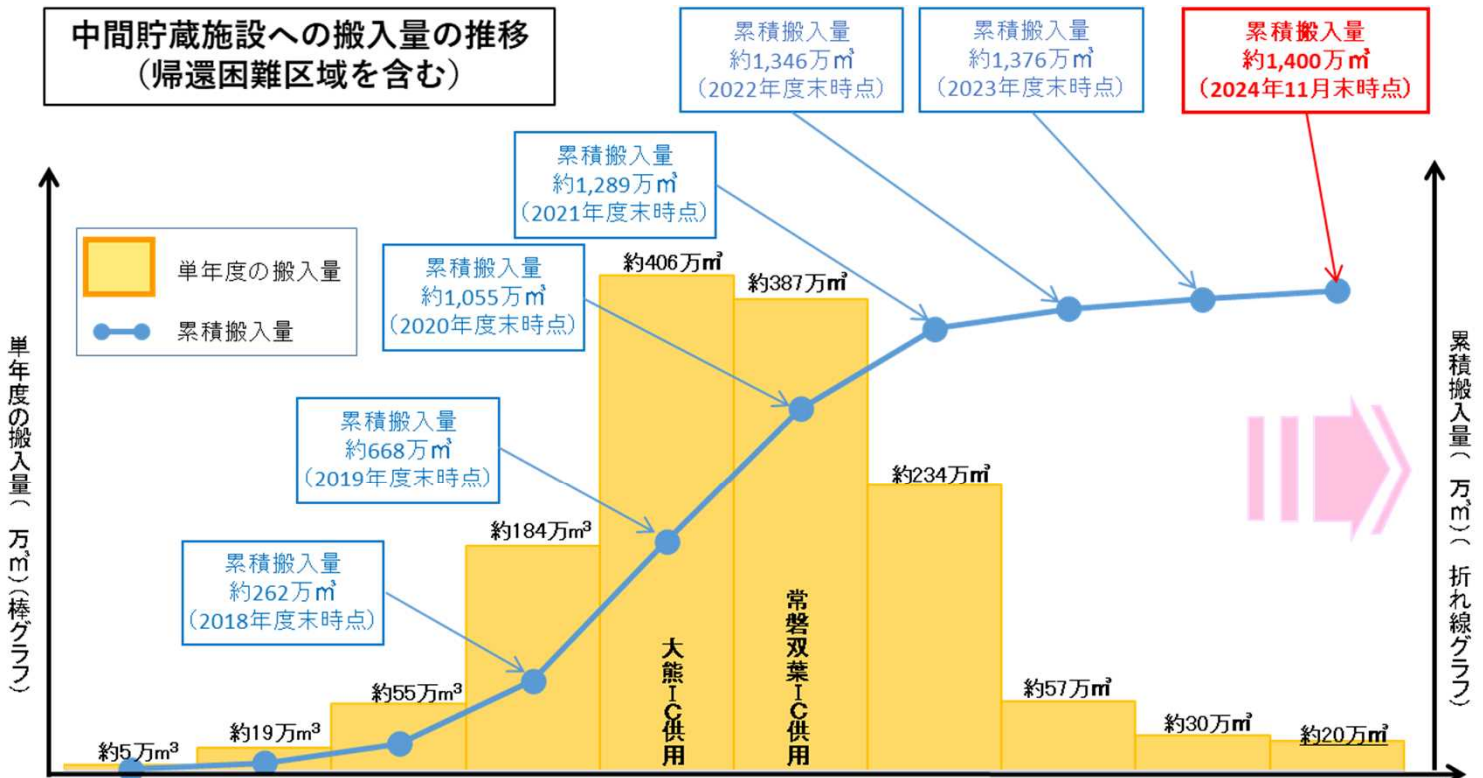 中間貯蔵施設への搬入量の推移
（帰還困難区域を含む）
累積搬入量
約1,346万㎥
（2022年度末時点）
累積搬入量
約1,376万㎥
（2023年度末時点）
累積搬入量
約1,400万㎥
（2024年11月末時点）
累積搬入量
約1,289万㎥
（2021年度末時点）
単年度の搬入量
累積搬入量
累積搬入量
約1,055万㎥
（2020年度末時点）
累積搬入量
約668万㎥
（2019年度末時点）
累積搬入量
約262万㎥
（2018年度末時点）
単年度の搬入量（ 万㎥）（棒グラフ）
約5万m³
約19万m³
約55万m³
約184万m³
約406万㎥
約387万㎥
約234万㎥
約57万㎥
約30万㎥
約20万㎥
大熊IC供用
常磐双葉IC供用
累積搬入量（ 万㎥）（ 折れ線グラフ）